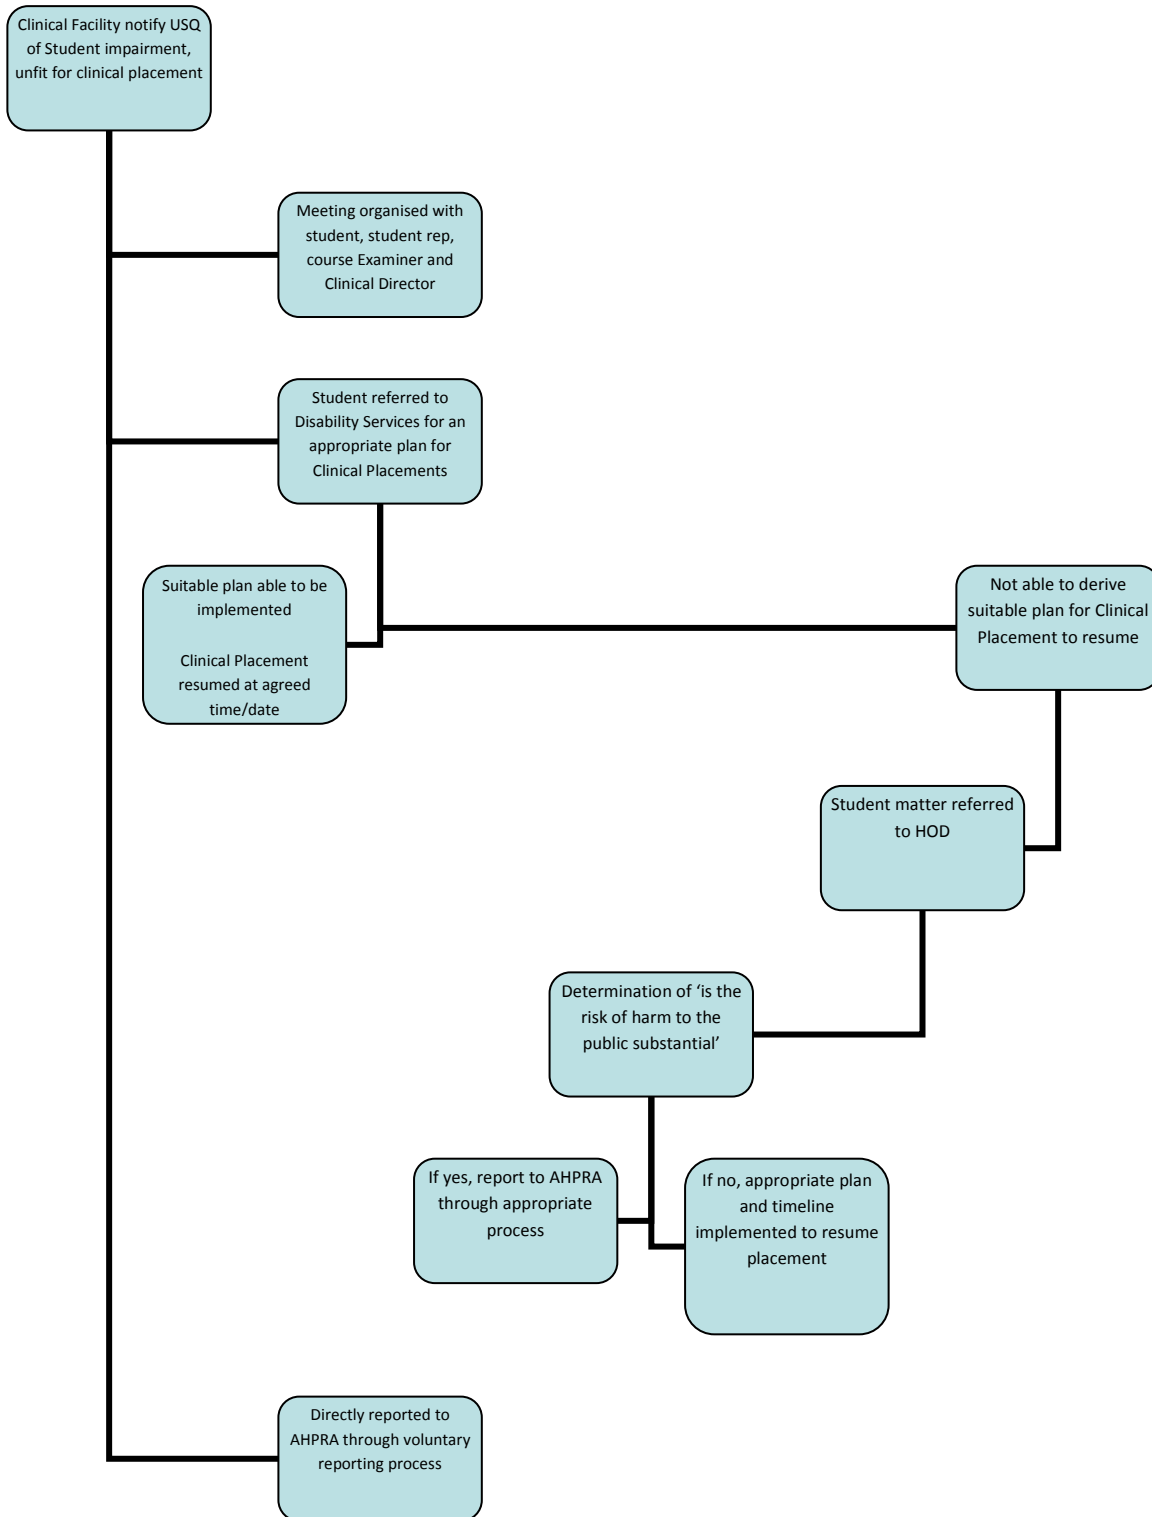 Clinical Facility notify USQ
of Student impairment,
unfit for clinical placement
Meeting organised with
student, student rep,
course Examiner and
Clinical Director
Student referred to
Disability Services for an
appropriate plan for
Clinical Placements
Suitable plan able to be
implemented
Clinical Placement
resumed at agreed
time/date
Not able to derive
suitable plan for Clinical
Placement to resume
Student matter referred
to HOD
Determination of ‘is the
risk of harm to the
public substantial’
If yes, report to AHPRA
through appropriate
process
If no, appropriate plan
and timeline
implemented to resume
placement
Directly reported to
AHPRA through voluntary
reporting process